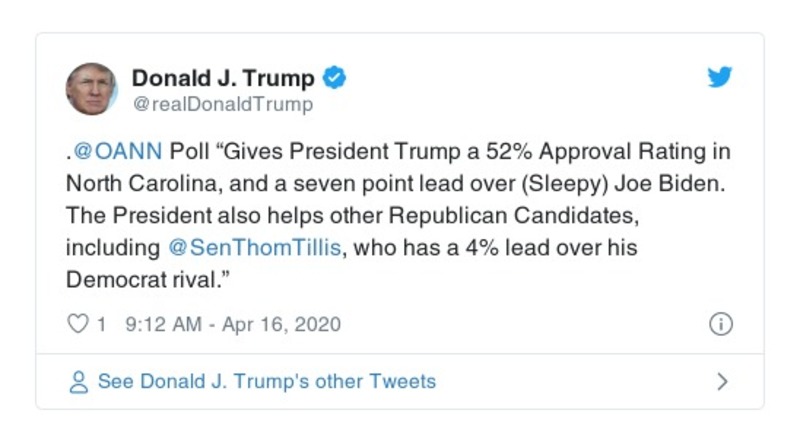 Donald J. Trump
@realDonaldTrump
.@OANN Poll “Gives President Trump a 52% Approval Rating in
North Carolina, and a seven point lead over (Sleepy) Joe Biden.
The President also helps other Republican Candidates,
including @SenThomTillis, who has a 4% lead over his
Democrat rival.”
1 9:12 AM - Apr 16, 2020
See Donald J. Trump's other Tweets